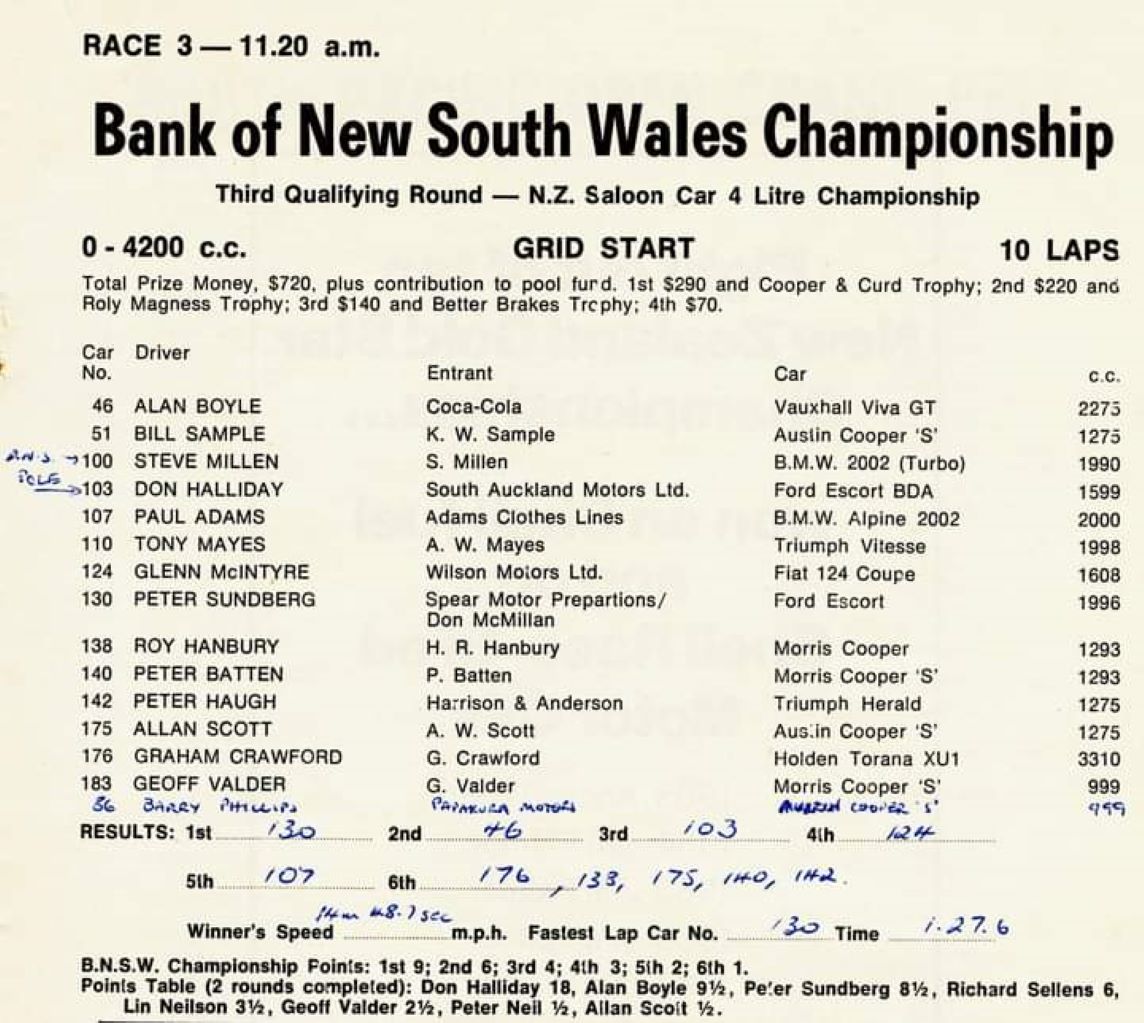 RACE 3 — 11.20 a.m.
Bank of New South Wales Championship
Third Qualifying Round — N.Z. Saloon Car 4 Litre Championship
0 - 4200 c.c. GRID START 10 LAPS
Total Prize Money, $720, plus contribution to pool fund. 1st $290 and Cooper & Curd Trophy; 2nd $220 and
Roly Magness Trophy; 3rd $140 and Better Brakes Trophy; 4th $70.
Car Driver
No. Entrant Car c.c.
46 ALAN BOYLE Coca-Cola Vauxhall Viva GT 2275
51 BILL SAMPLE K. W. Sample Austin Cooper 'S' 1275
D.N.S. → 100 STEVE MILLEN S. Millen B.M.W. 2002 (Turbo) 1990
POLE → 103 DON HALLIDAY South Auckland Motors Ltd. Ford Escort BDA 1599
107 PAUL ADAMS Adams Clothes Lines B.M.W. Alpine 2002 2000
110 TONY MAYES A. W. Mayes Triumph Vitesse 1998
124 GLENN McINTYRE Wilson Motors Ltd. Fiat 124 Coupe 1608
130 PETER SUNDBERG Spear Motor Prepartions/ Ford Escort 1996
Don McMillan
138 ROY HANBURY H. R. Hanbury Morris Cooper 1293
140 PETER BATTEN P. Batten Morris Cooper 'S' 1293
142 PETER HAUGH Harrison & Anderson Triumph Herald 1275
175 ALLAN SCOTT A. W. Scott Austin Cooper 'S' 1275
176 GRAHAM CRAWFORD G. Crawford Holden Torana XU1 3310
183 GEOFF VALDER G. Valder Morris Cooper 'S' 999
BARRY PHILLIPS PAPAKURA MOTORS COOPER 'S' 999
RESULTS: 1st 130 2nd 46 3rd 103 4th 124
5th 107 6th 176, 133, 175, 140, 142.
14m 48.7 sec
Winner's Speed m.p.h. Fastest Lap Car No. 130 Time 1.27.6
B.N.S.W. Championship Points: 1st 9; 2nd 6; 3rd 4; 4th 3; 5th 2; 6th 1.
Points Table (2 rounds completed): Don Halliday 18, Alan Boyle 9½, Peter Sundberg 8½, Richard Sellens 6,
Lin Neilson 3½, Geoff Valder 2½, Peter Neil ½, Allan Scott ½.